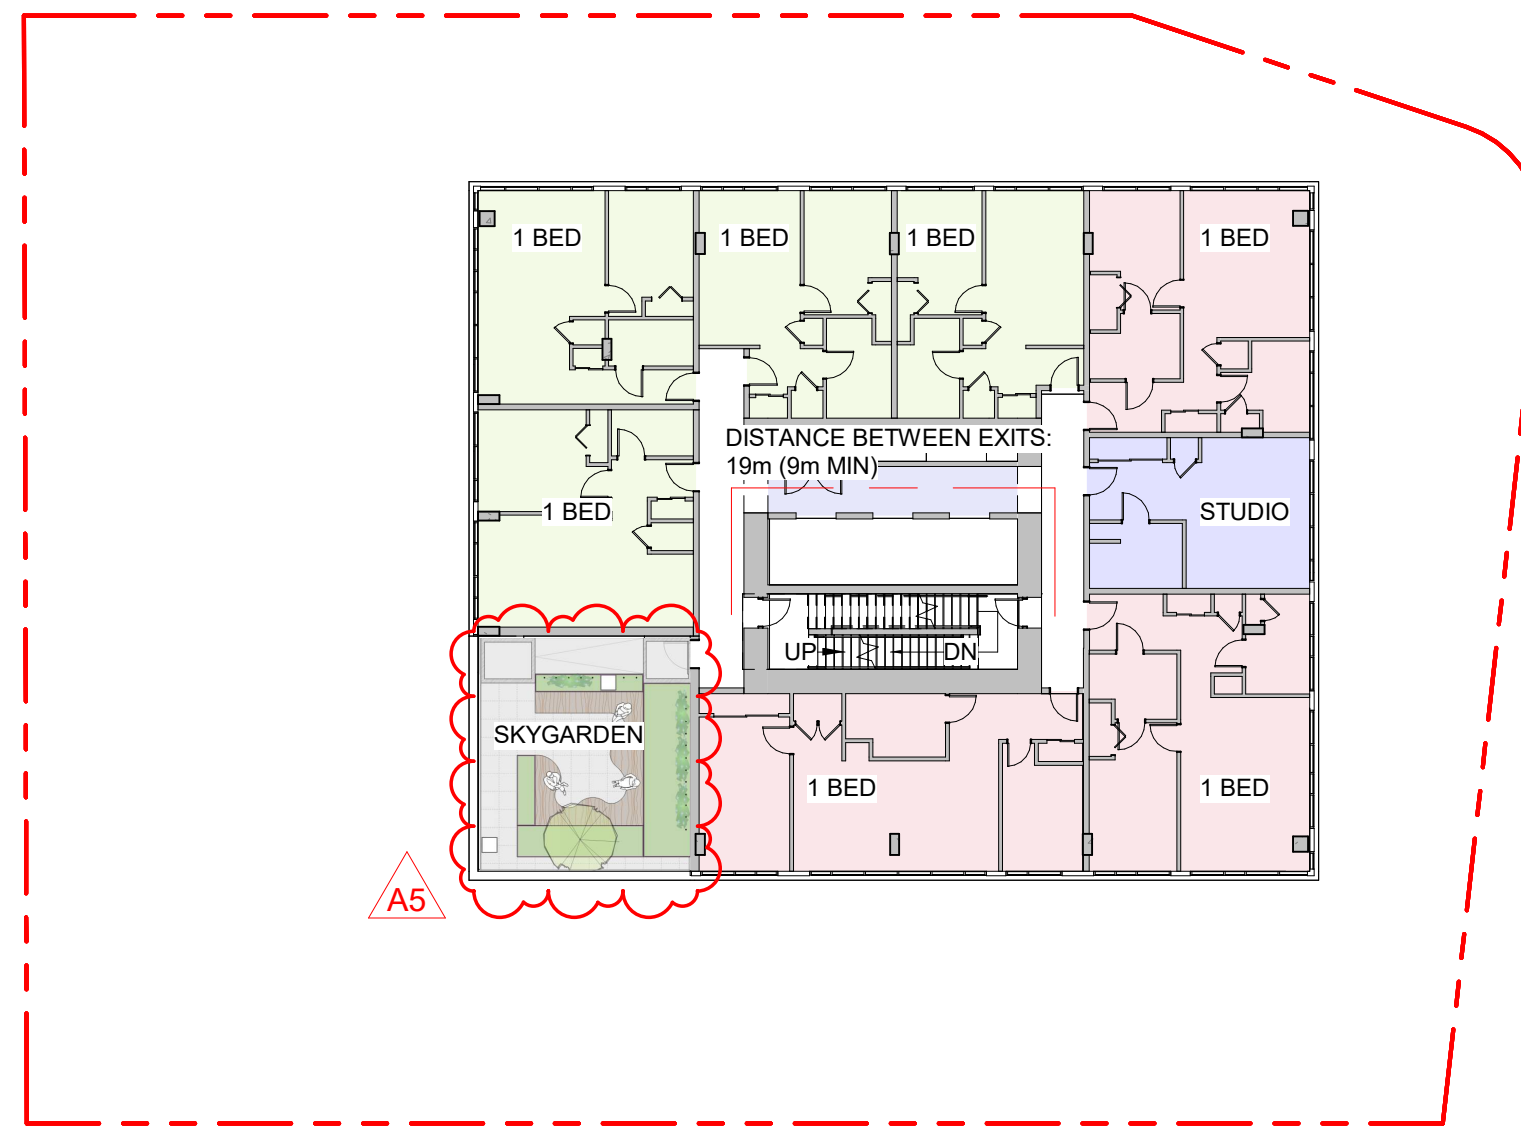 1 BED
1 BED
1 BED
1 BED
DISTANCE BETWEEN EXITS:
19m (9m MIN)
1 BED
STUDIO
UP
DN
SKYGARDEN
1 BED
1 BED
A5